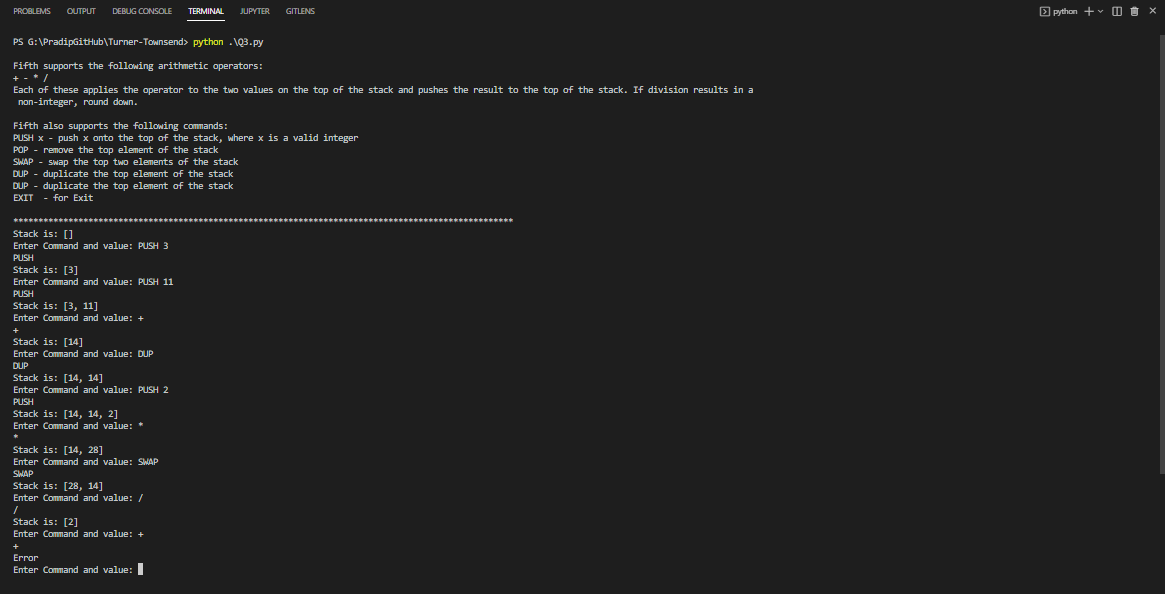 PROBLEMS OUTPUT DEBUG CONSOLE TERMINAL JUPYTER GITLENS python
PS G:\PradipGitHub\Turner-Townsend> python .\Q3.py
Fifth supports the following arithmetic operators:
+ - * /
Each of these applies the operator to the two values on the top of the stack and pushes the result to the top of the stack. If division results in a
non-integer, round down.
Fifth also supports the following commands:
PUSH x - push x onto the top of the stack, where x is a valid integer
POP - remove the top element of the stack
SWAP - swap the top two elements of the stack
DUP - duplicate the top element of the stack
DUP - duplicate the top element of the stack
EXIT  - for Exit
****************************************************************************************************
Stack is: []
Enter Command and value: PUSH 3
PUSH
Stack is: [3]
Enter Command and value: PUSH 11
PUSH
Stack is: [3, 11]
Enter Command and value: +
+
Stack is: [14]
Enter Command and value: DUP
DUP
Stack is: [14, 14]
Enter Command and value: PUSH 2
PUSH
Stack is: [14, 14, 2]
Enter Command and value: *
*
Stack is: [14, 28]
Enter Command and value: SWAP
SWAP
Stack is: [28, 14]
Enter Command and value: /
/
Stack is: [2]
Enter Command and value: +
+
Error
Enter Command and value: